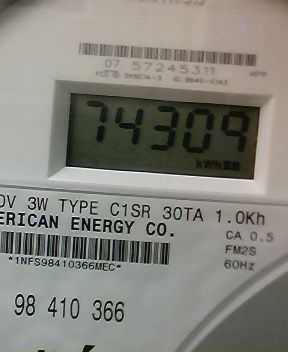 07 57245311
74309
kWh
0V 3W TYPE C1SR 30TA 1.0Kh
ERICAN ENERGY CO.
CA 0.5
FM2S
*1NFS98410366MEC*
60Hz
98 410 366